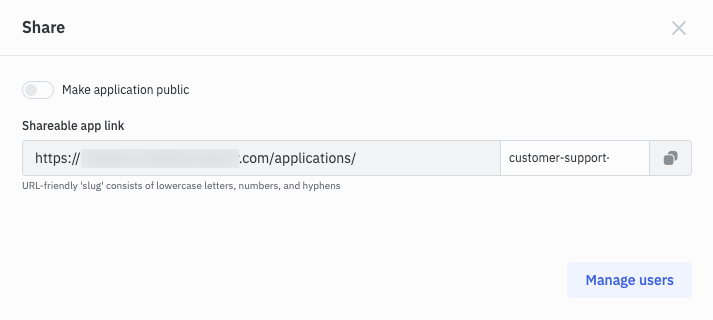 Share
Make application public
Shareable app link
https:// .com/applications/ customer-support-
URL-friendly 'slug' consists of lowercase letters, numbers, and hyphens
Manage users